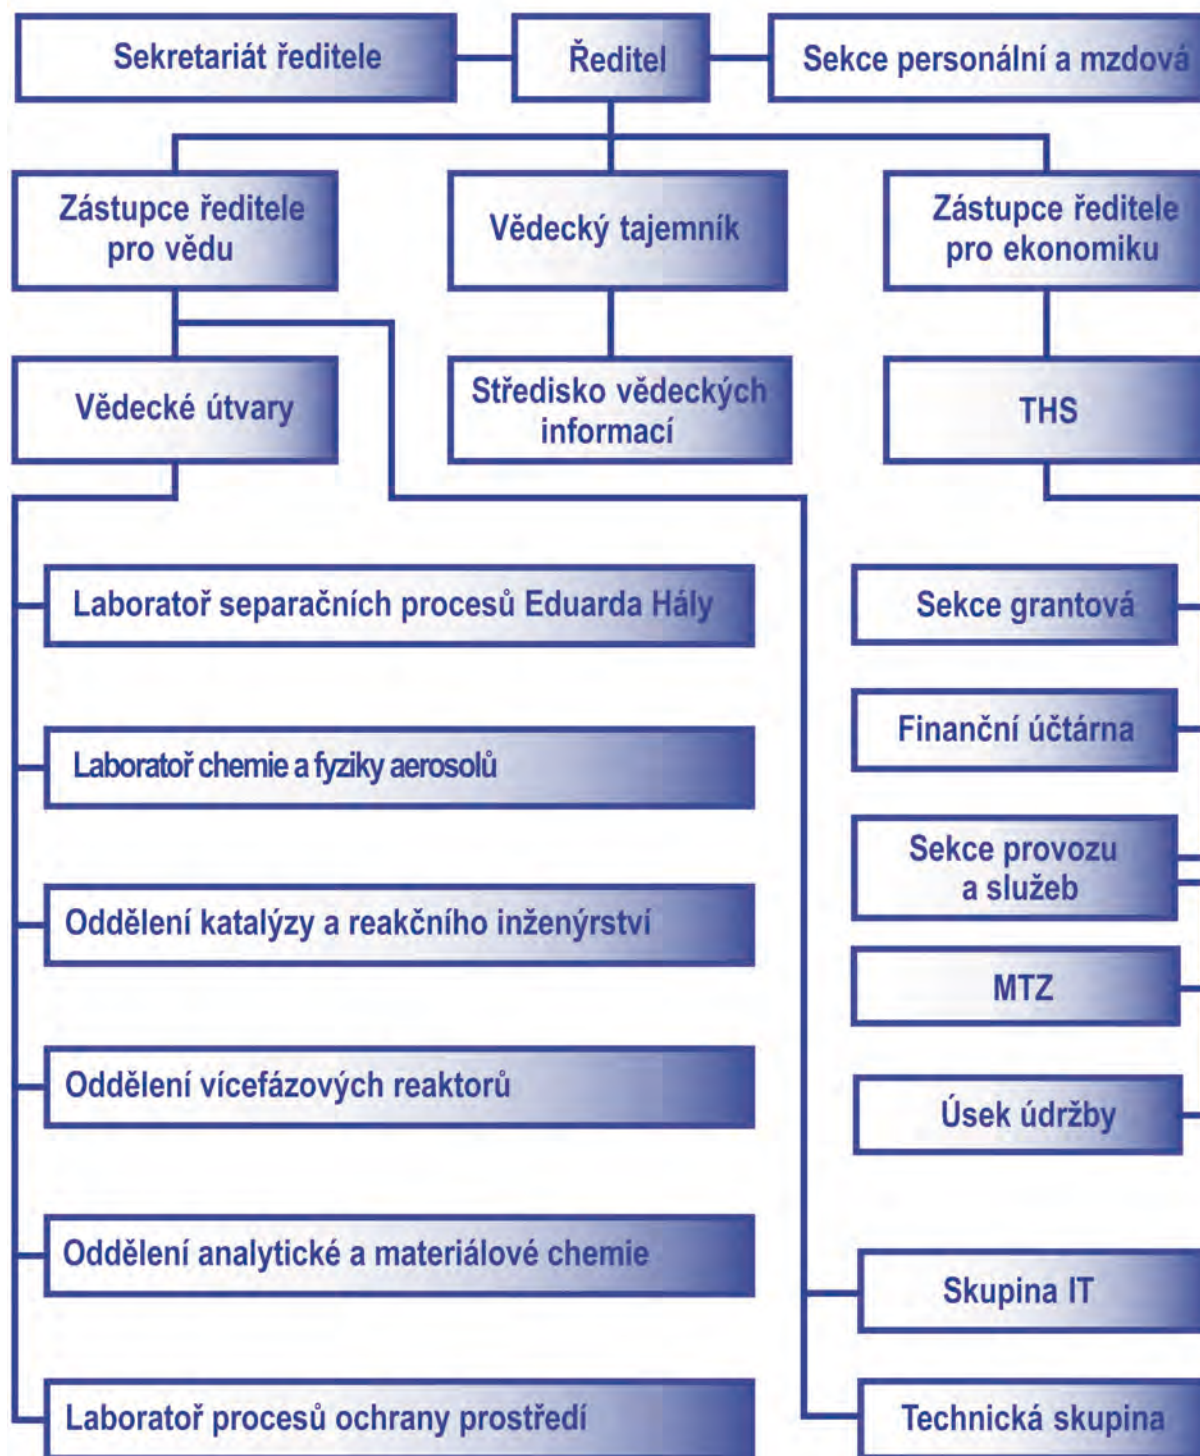 Sekretariát ředitele
Ředitel
Sekce personální a mzdová
Zástupce ředitele
pro vědu
Vědecký tajemník
Zástupce ředitele
pro ekonomiku
Vědecké útvary
Středisko vědeckých
informací
THS
Laboratoř separačních procesů Eduarda Hály
Sekce grantová
Laboratoř chemie a fyziky aerosolů
Finanční účtárna
Sekce provozu
a služeb
Oddělení katalýzy a reakčního inženýrství
MTZ
Oddělení vícefázových reaktorů
Úsek údržby
Oddělení analytické a materiálové chemie
Skupina IT
Laboratoř procesů ochrany prostředí
Technická skupina